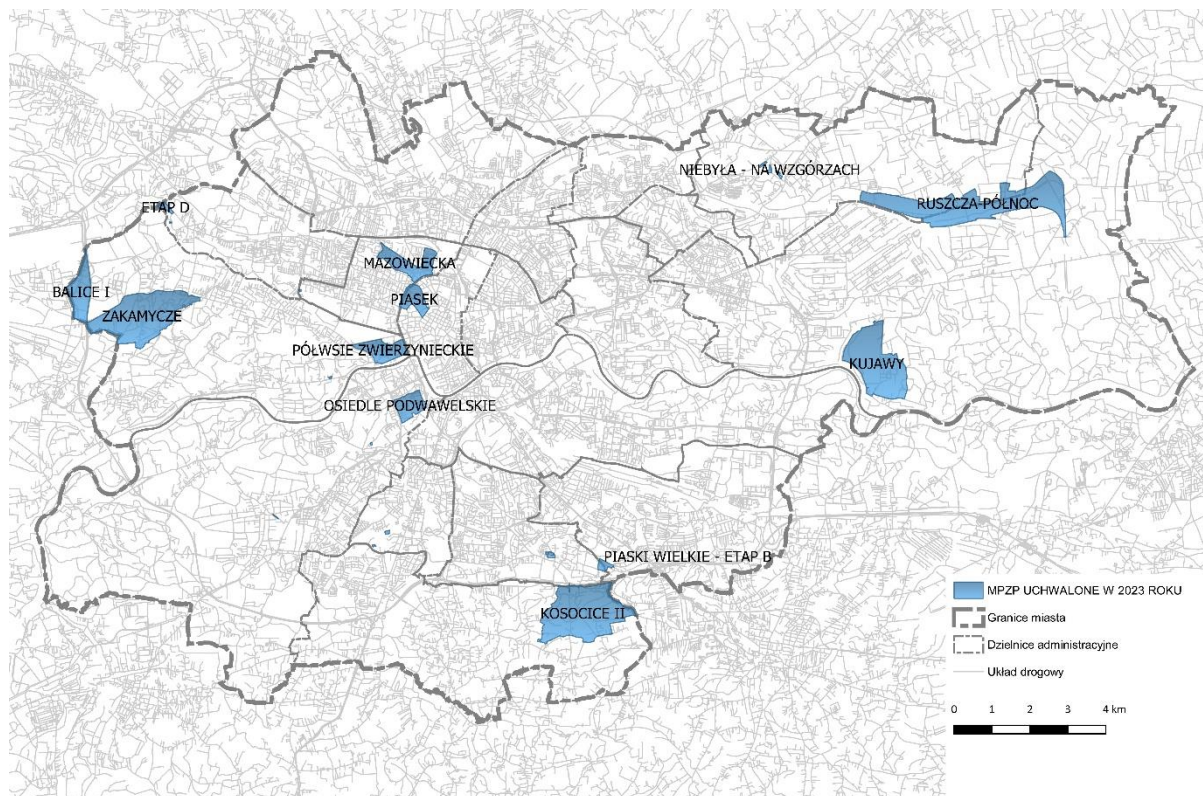 NIEBYŁA - NA WZGÓRZACH
RUSZCZA-PÓŁNOC
ETAP D
MAZOWIECKA
BALICE I
PIASEK
ZAKAMYCZE
PÓŁWSIE ZWIERZYNIECKIE
KUJAWY
OSIEDLE PODWAWELSKIE
PIASKI WIELKIE - ETAP B
KOSOCICE II
MPZP UCHWALONE W 2023 ROKU
Granice miasta
Dzielnice administracyjne
Układ drogowy
0 1 2 3 4 km